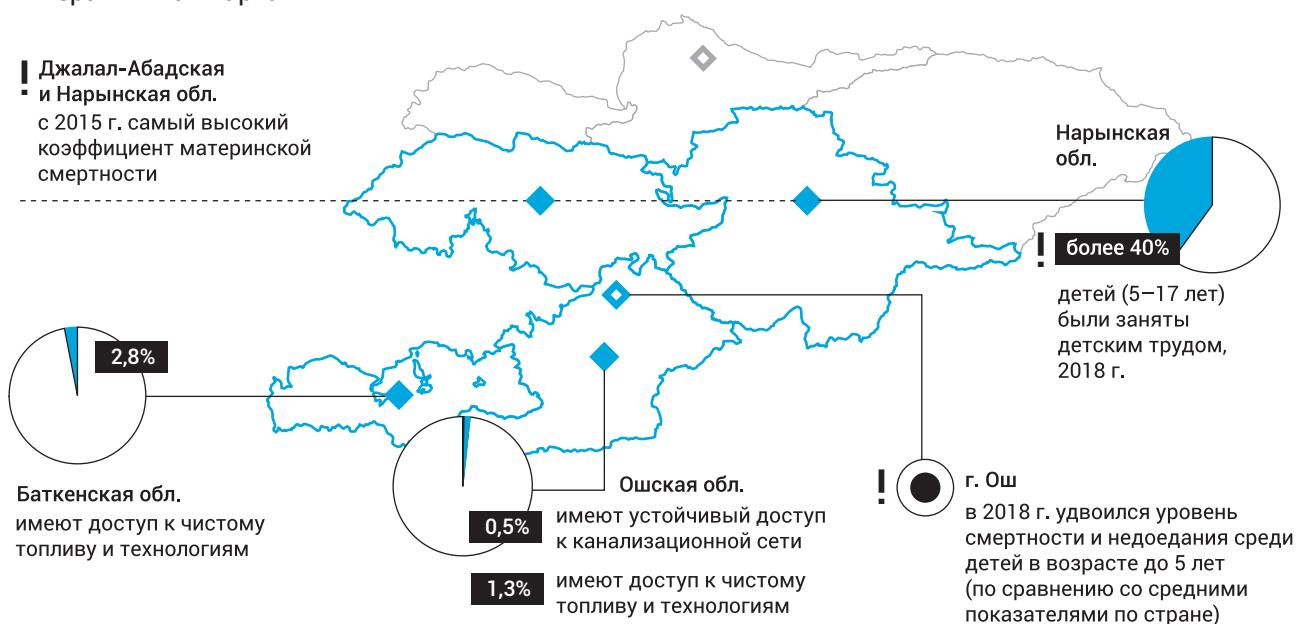 ! Джалал-Абадская
и Нарынская обл.
с 2015 г. самый высокий
коэффициент материнской
смертности
Нарынская
обл.
! более 40%
детей (5–17 лет)
были заняты
детским трудом,
2018 г.
2,8%
Баткенская обл.
имеют доступ к чистому
топливу и технологиям
Ошская обл.
0,5% имеют устойчивый доступ
к канализационной сети
1,3% имеют доступ к чистому
топливу и технологиям
! г. Ош
в 2018 г. удвоился уровень
смертности и недоедания среди
детей в возрасте до 5 лет
(по сравнению со средними
показателями по стране)